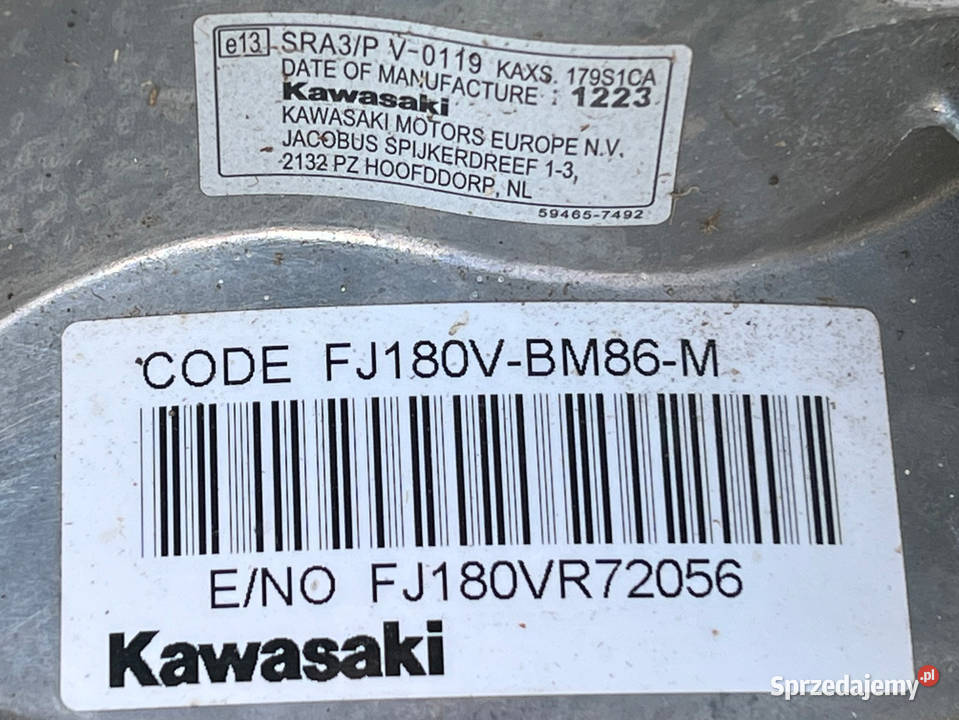 e13 SRA3/P V-0119 KAXS. 179S1CA
DATE OF MANUFACTURE : 1223
Kawasaki
KAWASAKI MOTORS EUROPE N.V.
JACOBUS SPIJKERDREEF 1-3,
2132 PZ HOOFDDORP, NL
59465-7492
CODE FJ180V-BM86-M
E/NO FJ180VR72056
Kawasaki
Sprzedajemy.pl